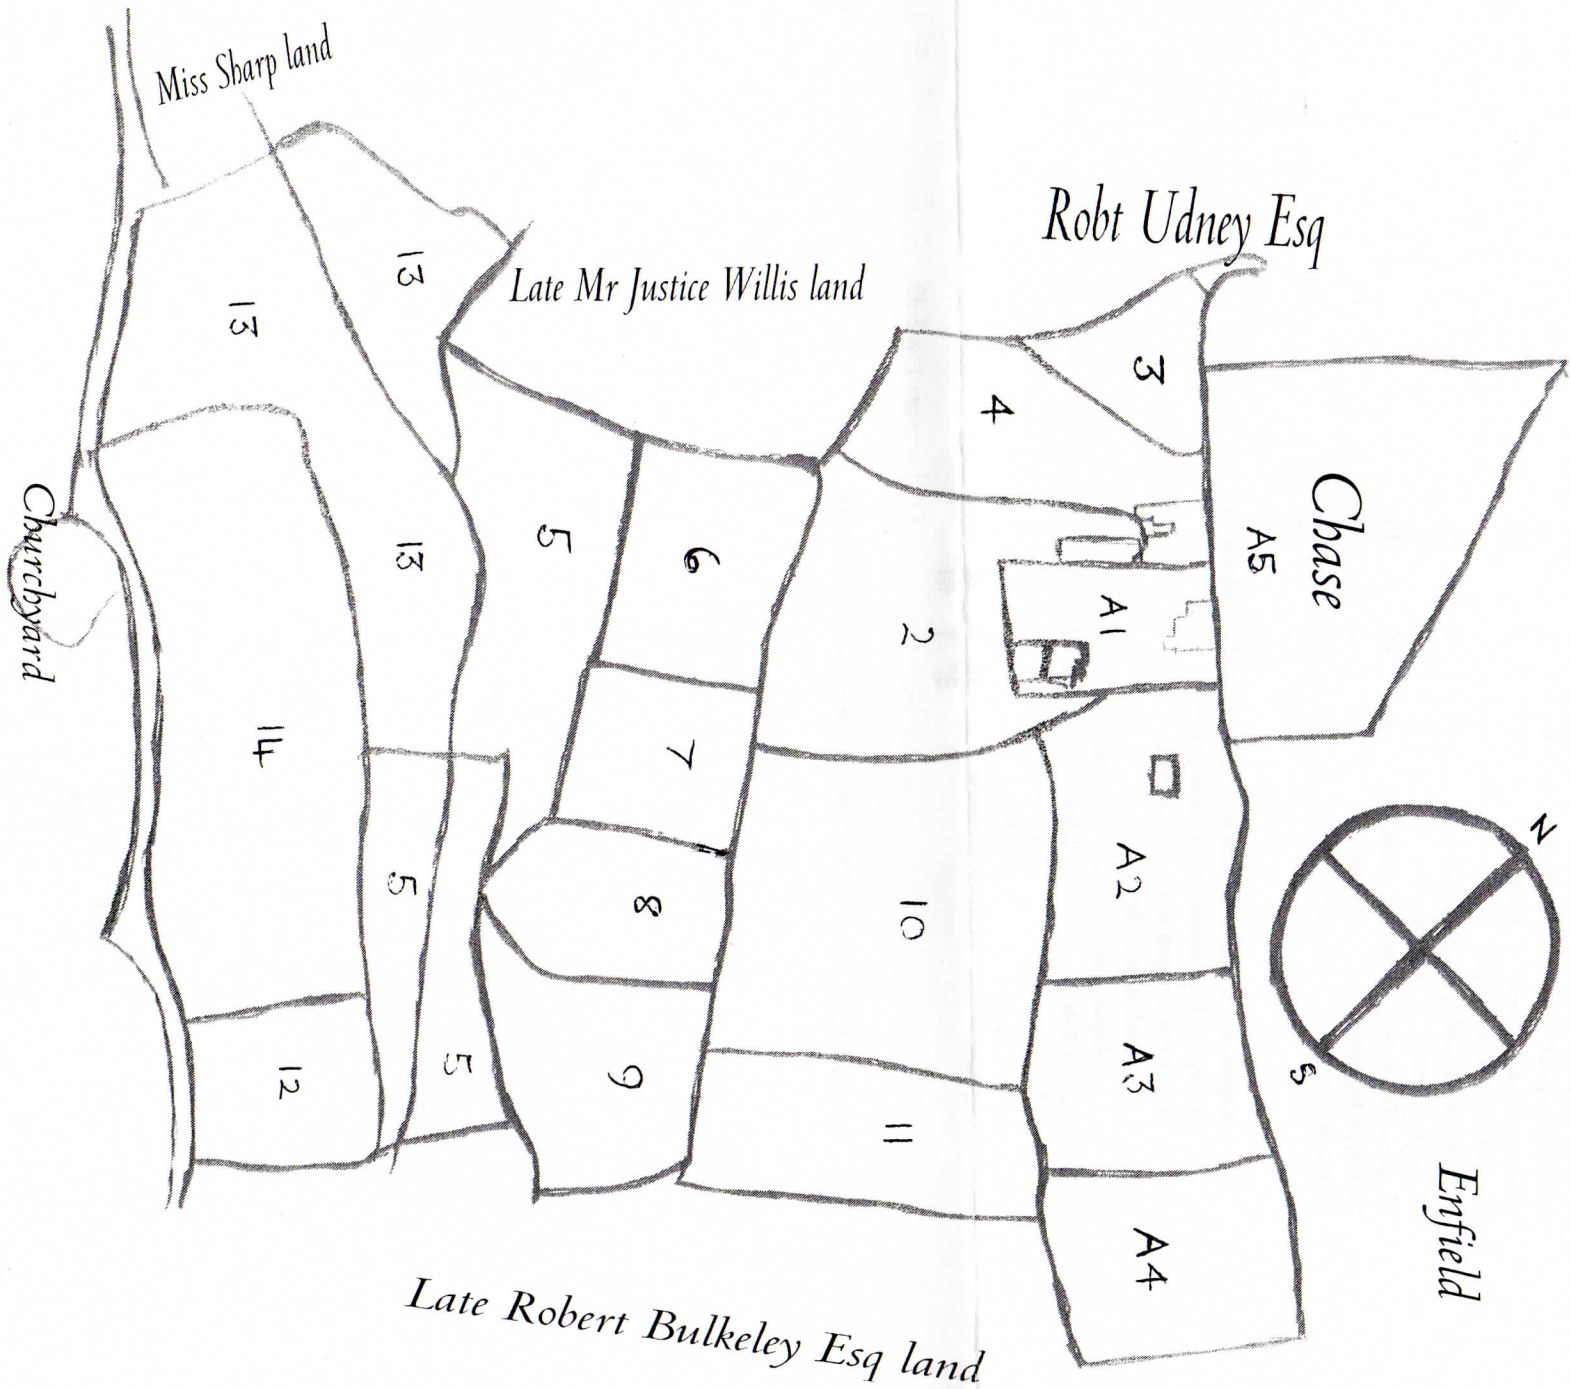 Miss Sharp land
Robt Udney Esq
Late Mr Justice Willis land
13
13
3
4
Chase
A5
Churchyard
5
6
13
A1
2
14
7
N
A2
5
8
10
S
A3
5
9
12
11
Enfield
A4
Late Robert Bulkeley Esq land